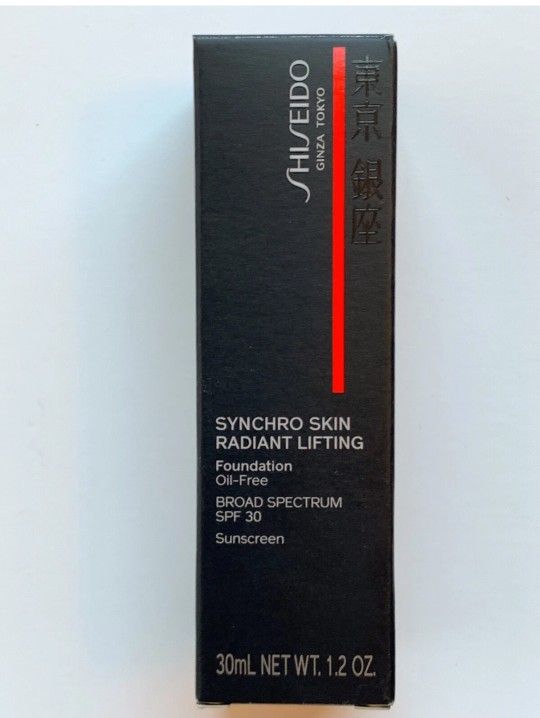 SHISEIDO
GINZA TOKYO
東京 銀座
SYNCHRO SKIN
RADIANT LIFTING
Foundation
Oil-Free
BROAD SPECTRUM
SPF 30
Sunscreen
30mL NET WT. 1.2 OZ.